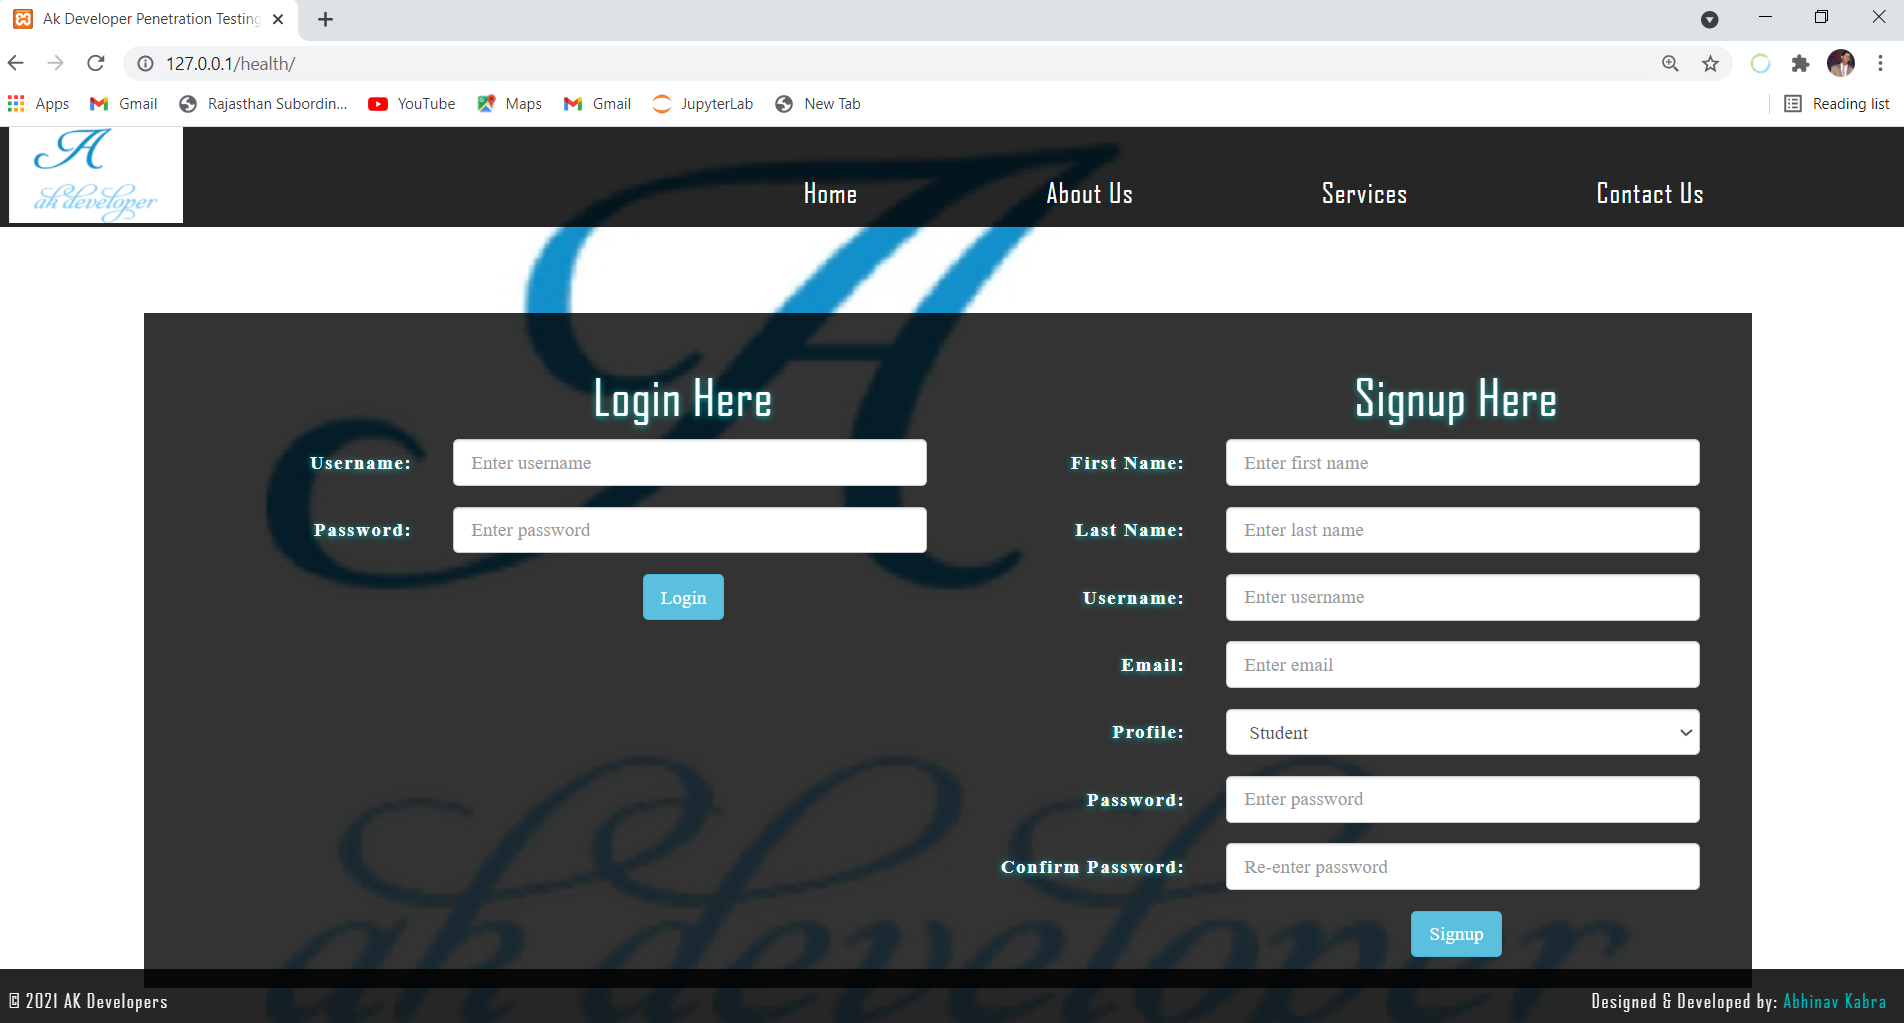 Ak Developer Penetration Testing
127.0.0.1/health/
Apps Gmail Rajasthan Subordin... YouTube Maps Gmail JupyterLab New Tab Reading list
A
ak developer
Home About Us Services Contact Us
A
Login Here
Username: Enter username
Password: Enter password
Login
Signup Here
First Name: Enter first name
Last Name: Enter last name
Username: Enter username
Email: Enter email
Profile: Student
Password: Enter password
Confirm Password: Re-enter password
Signup
ak developer
© 2021 AK Developers
Designed & Developed by: Abhinav Kabra